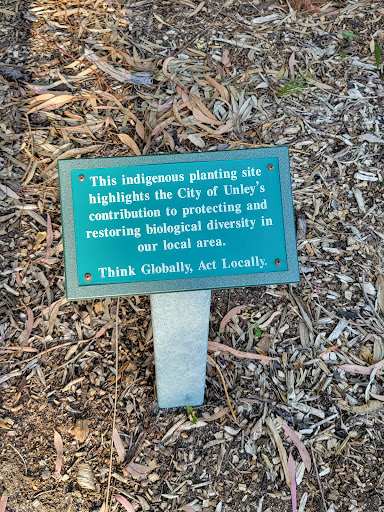 This indigenous planting site
highlights the City of Unley's
contribution to protecting and
restoring biological diversity in
our local area.
Think Globally, Act Locally.